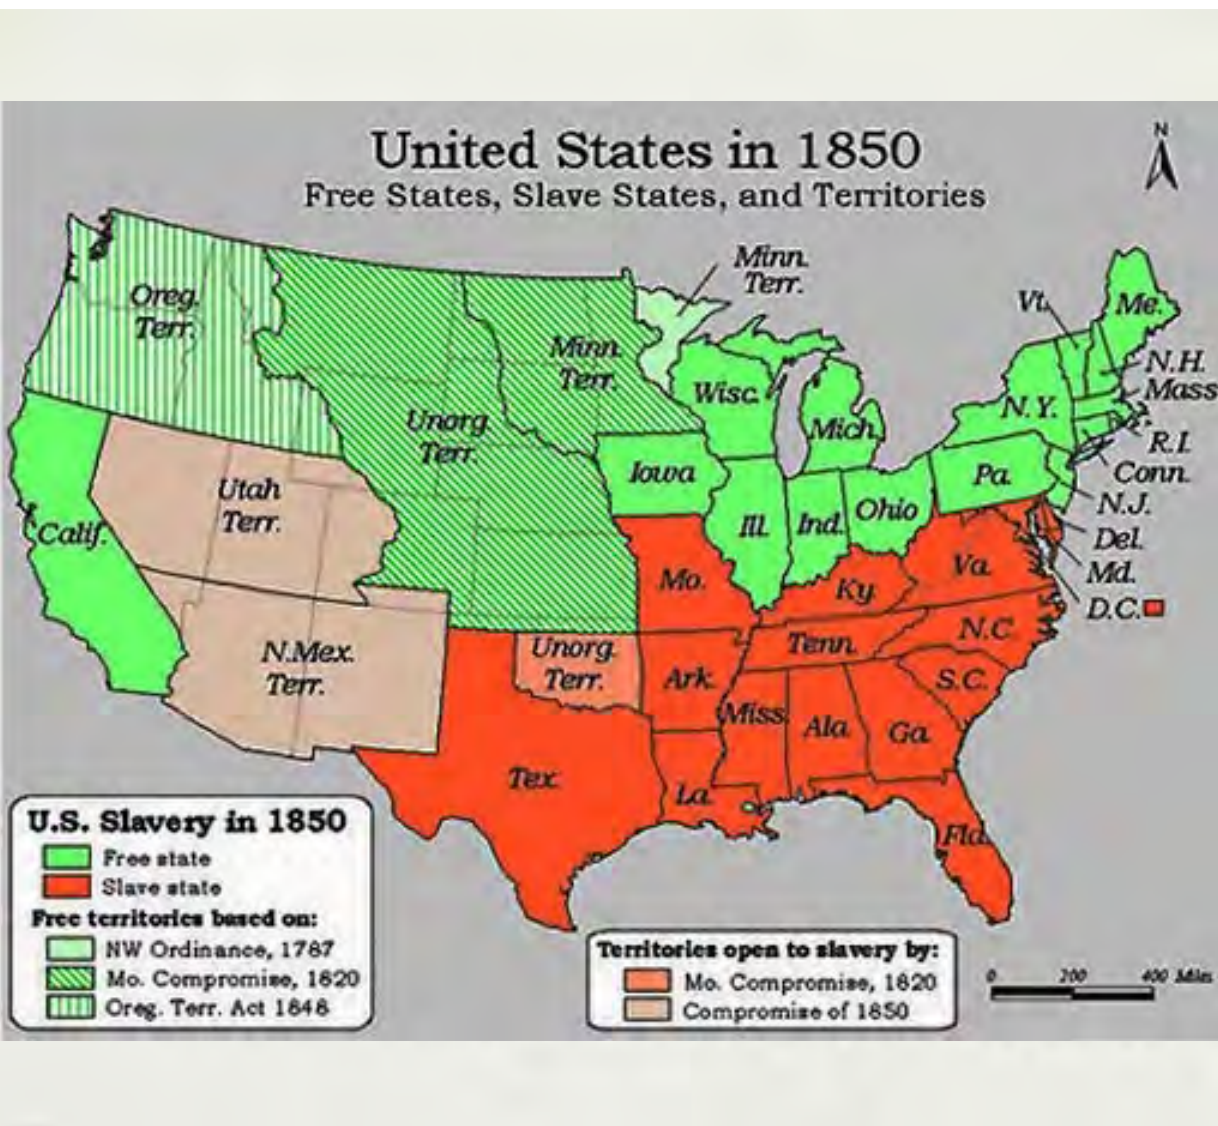 United States in 1850
Free States, Slave States, and Territories
N
Minn.
Terr.
Oreg.
Terr.
Vt.
Me.
Minn.
Terr.
N.H.
Mass
Wisc.
N.Y.
Unorg.
Terr.
Mich.
R.I.
Conn.
Iowa
Pa.
Utah
Terr.
N.J.
Calif.
Ill.
Ind.
Ohio
Del.
Md.
D.C.
Mo.
Ky.
Va.
N.Mex.
Terr.
Unorg.
Terr.
Tenn.
N.C.
Ark.
S.C.
Miss.
Ala.
Ga.
Tex.
La.
Fla.
U.S. Slavery in 1850
Free state
Slave state
Free territories based on:
NW Ordinance, 1787
Mo. Compromise, 1820
Oreg. Terr. Act 1848
Territories open to slavery by:
Mo. Compromise, 1820
Compromise of 1850
0 200 400 Miles